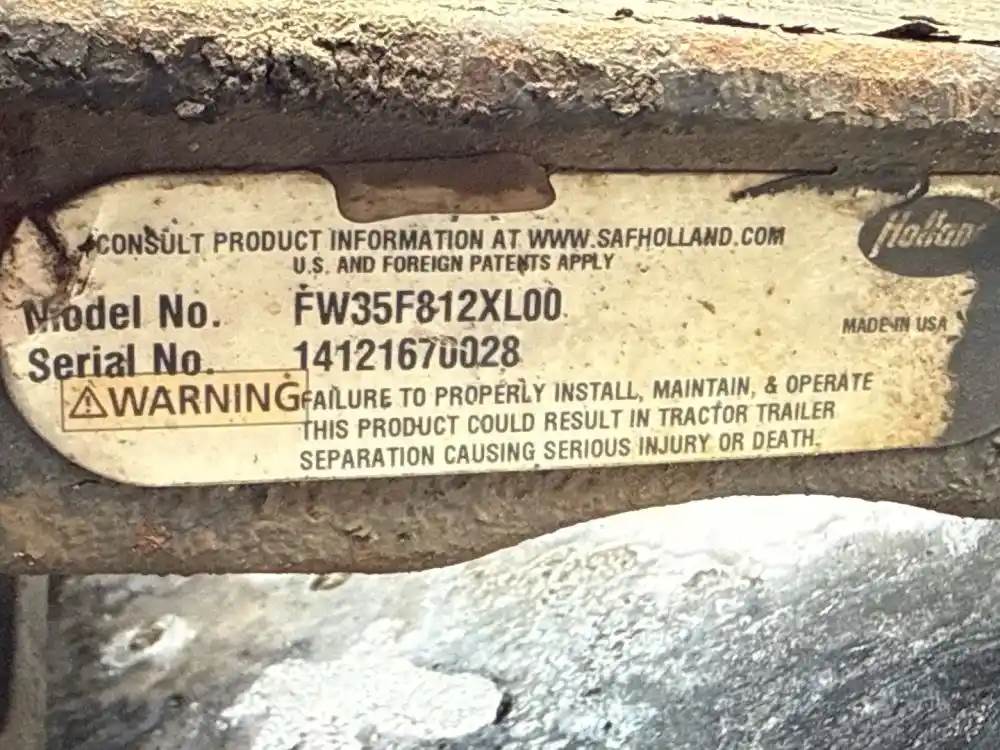 CONSULT PRODUCT INFORMATION AT WWW.SAFHOLLAND.COM
U.S. AND FOREIGN PATENTS APPLY
Holland
Model No. FW35F812XL00
MADE IN USA
Serial No. 14121670028
⚠WARNING FAILURE TO PROPERLY INSTALL, MAINTAIN, & OPERATE
THIS PRODUCT COULD RESULT IN TRACTOR TRAILER
SEPARATION CAUSING SERIOUS INJURY OR DEATH.